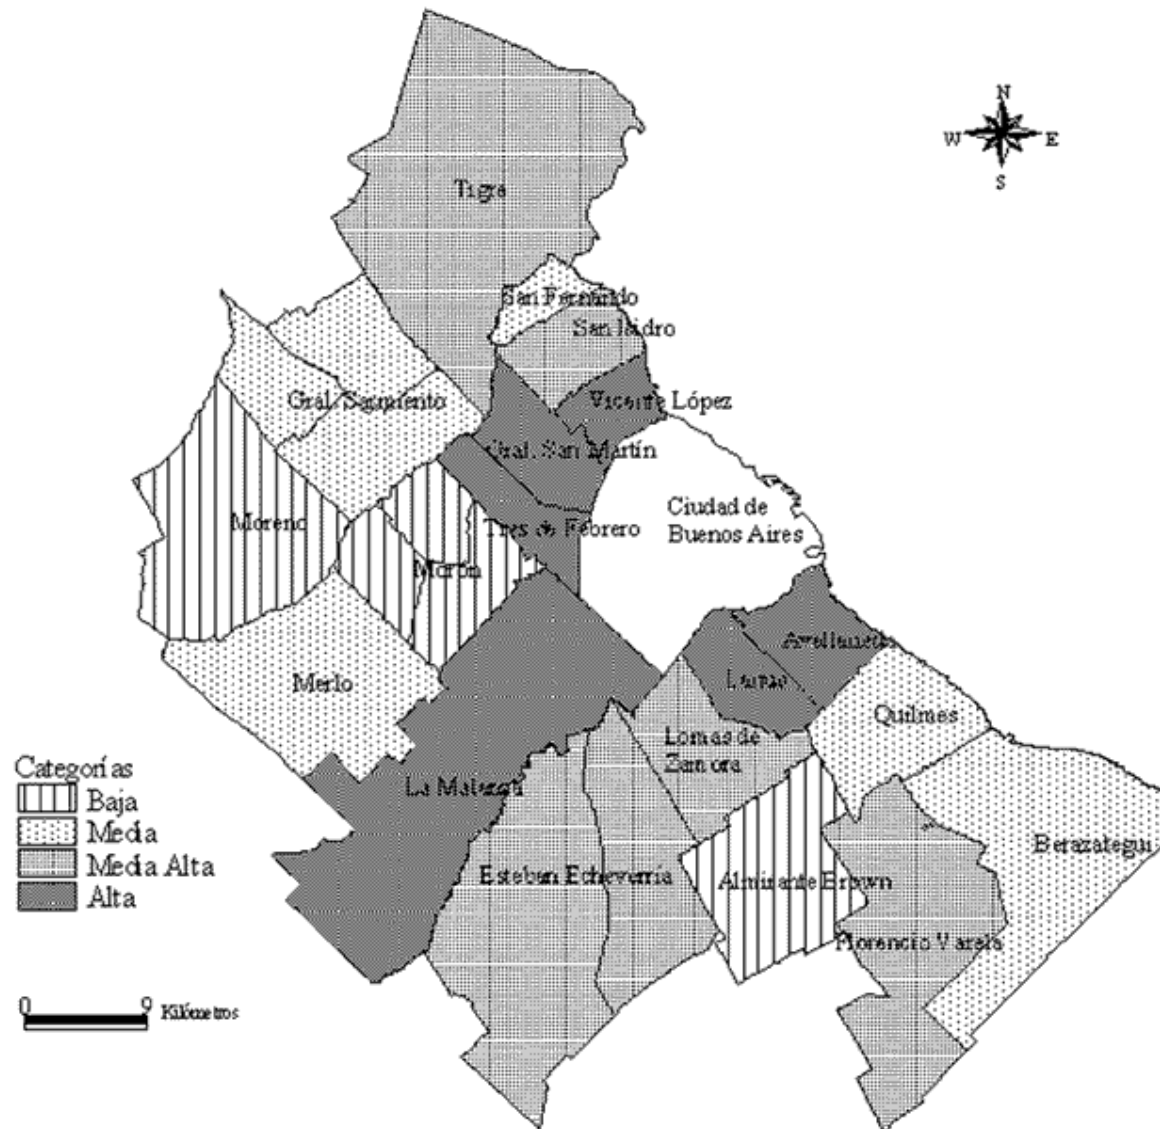 N
W
E
S
Tigre
San Fernando
San Isidro
Gral. Sarmiento
Vicente López
Gral. San Martín
Ciudad de
Buenos Aires
Moreno
Tres de Febrero
Morón
Avellaneda
Lanus
Merlo
Quilmes
Lomas de
Zamora
Categorías
La Matanza
Baja
Media
Berazategui
Media Alta
Esteban Echeverría
Almirante Brown
Alta
Florencio Varela
0
9
Kilómetros